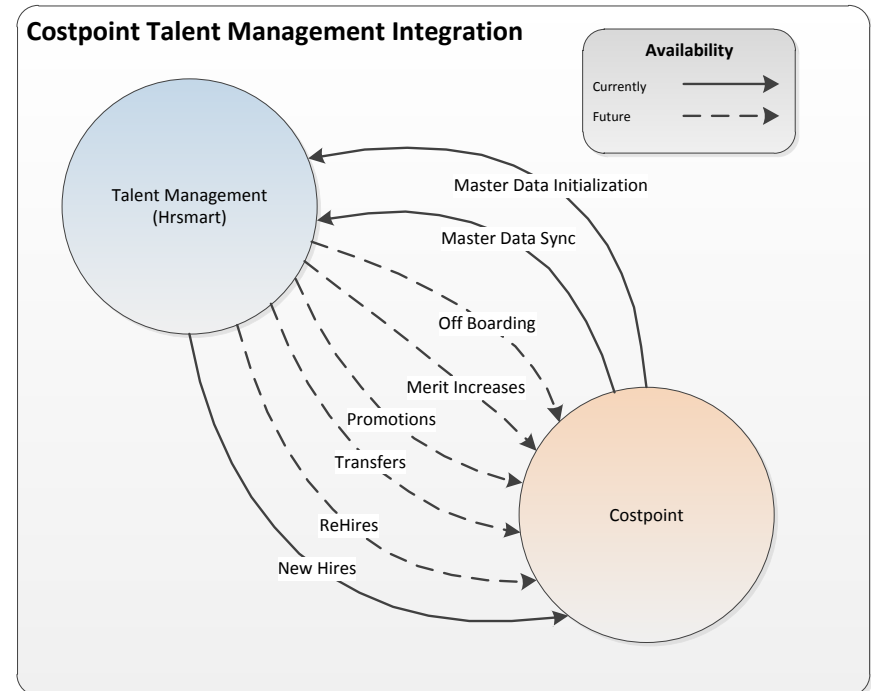 Costpoint Talent Management Integration
Availability
Currently
Future
Talent Management
(Hrsmart)
Master Data Initialization
Master Data Sync
Off Boarding
Merit Increases
Promotions
Transfers
ReHires
New Hires
Costpoint